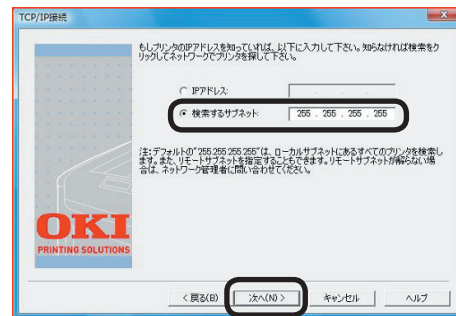 TCP/IP接続
もしプリンタのIPアドレスを知っていれば、以下に入力して下さい。知らなければ検索をク
リックしてネットワークでプリンタを探して下さい。
IPアドレス:
検索するサブネット: 255 . 255 . 255 . 255
注:デフォルトの"255.255.255.255"は、ローカルサブネットにあるすべてのプリンタを検索し
ます。また、リモートサブネットを指定することもできます。リモートサブネットが解らない場
合は、ネットワーク管理者に問い合わせてください。
OKI
PRINTING SOLUTIONS
< 戻る(B) 次へ(N) > キャンセル ヘルプ